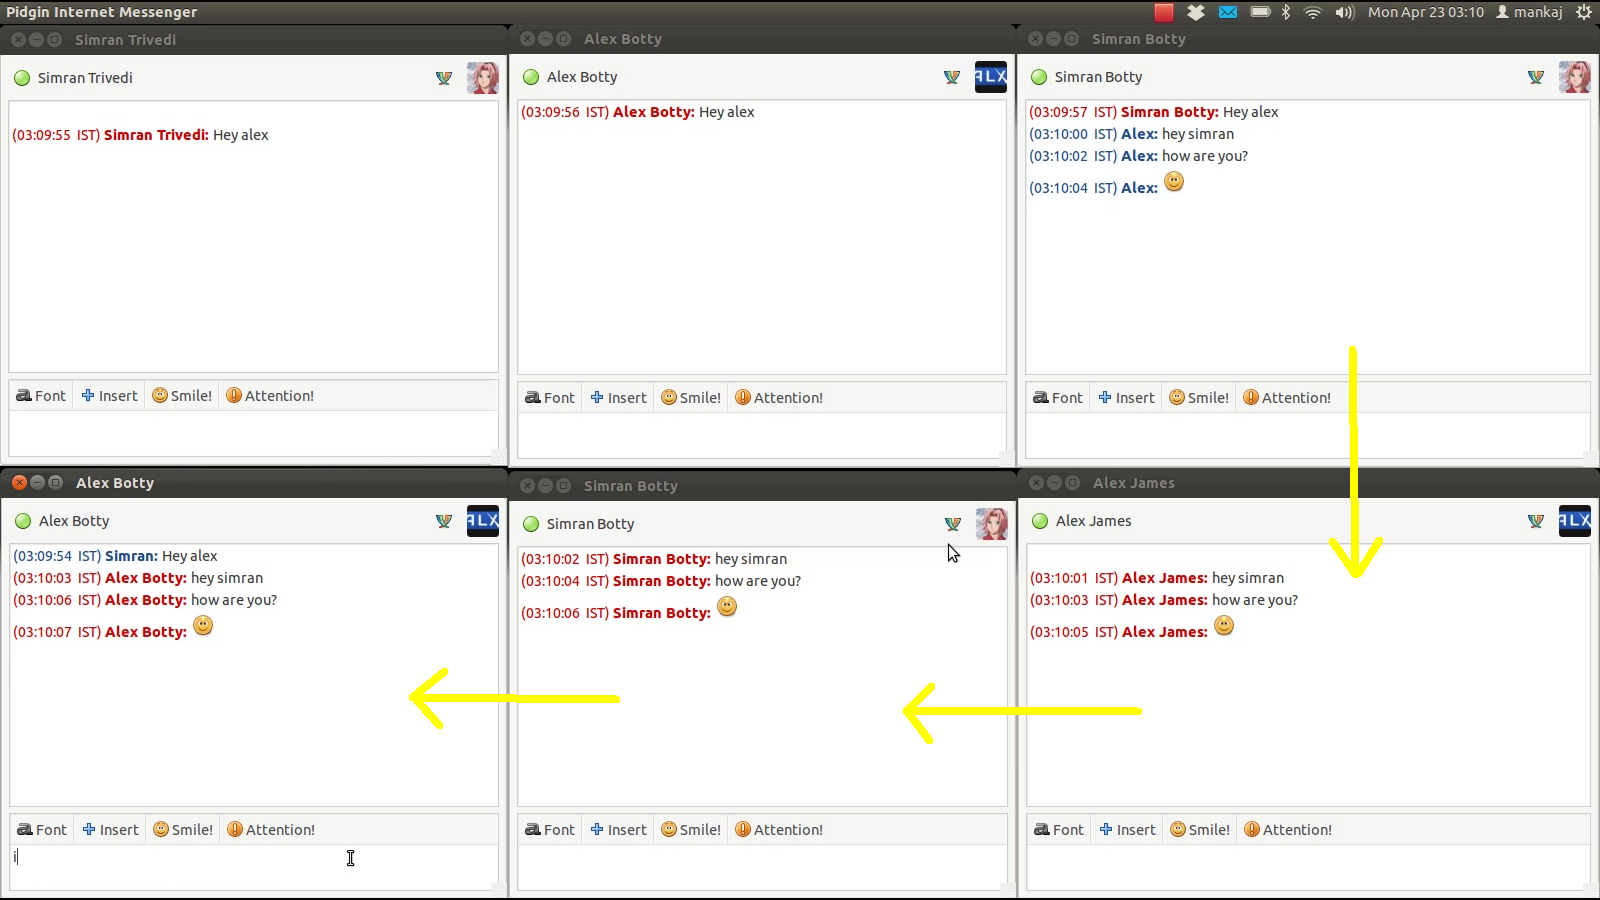 Pidgin Internet Messenger
Mon Apr 23 03:10 mankaj
Simran Trivedi
Simran Trivedi
(03:09:55 IST) Simran Trivedi: Hey alex
Font Insert Smile! Attention!
Alex Botty
Alex Botty
ALX
(03:09:56 IST) Alex Botty: Hey alex
Font Insert Smile! Attention!
Simran Botty
Simran Botty
(03:09:57 IST) Simran Botty: Hey alex
(03:10:00 IST) Alex: hey simran
(03:10:02 IST) Alex: how are you?
(03:10:04 IST) Alex:
Font Insert Smile! Attention!
Alex Botty
Alex Botty
ALX
(03:09:54 IST) Simran: Hey alex
(03:10:03 IST) Alex Botty: hey simran
(03:10:06 IST) Alex Botty: how are you?
(03:10:07 IST) Alex Botty:
Font Insert Smile! Attention!
i
Simran Botty
Simran Botty
(03:10:02 IST) Simran Botty: hey simran
(03:10:04 IST) Simran Botty: how are you?
(03:10:06 IST) Simran Botty:
Font Insert Smile! Attention!
Alex James
Alex James
ALX
(03:10:01 IST) Alex James: hey simran
(03:10:03 IST) Alex James: how are you?
(03:10:05 IST) Alex James:
Font Insert Smile! Attention!